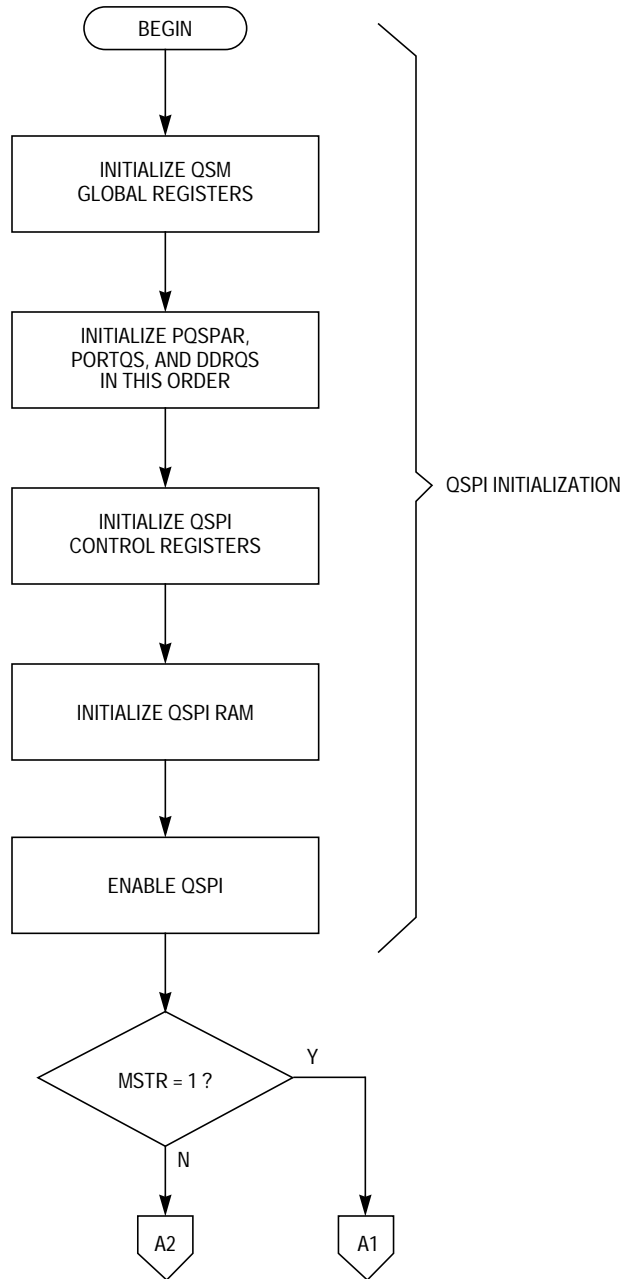 BEGIN
INITIALIZE QSM
GLOBAL REGISTERS
INITIALIZE PQSPAR,
PORTQS, AND DDRQS
IN THIS ORDER
QSPI INITIALIZATION
INITIALIZE QSPI
CONTROL REGISTERS
INITIALIZE QSPI RAM
ENABLE QSPI
MSTR = 1 ?
Y
N
A2
A1